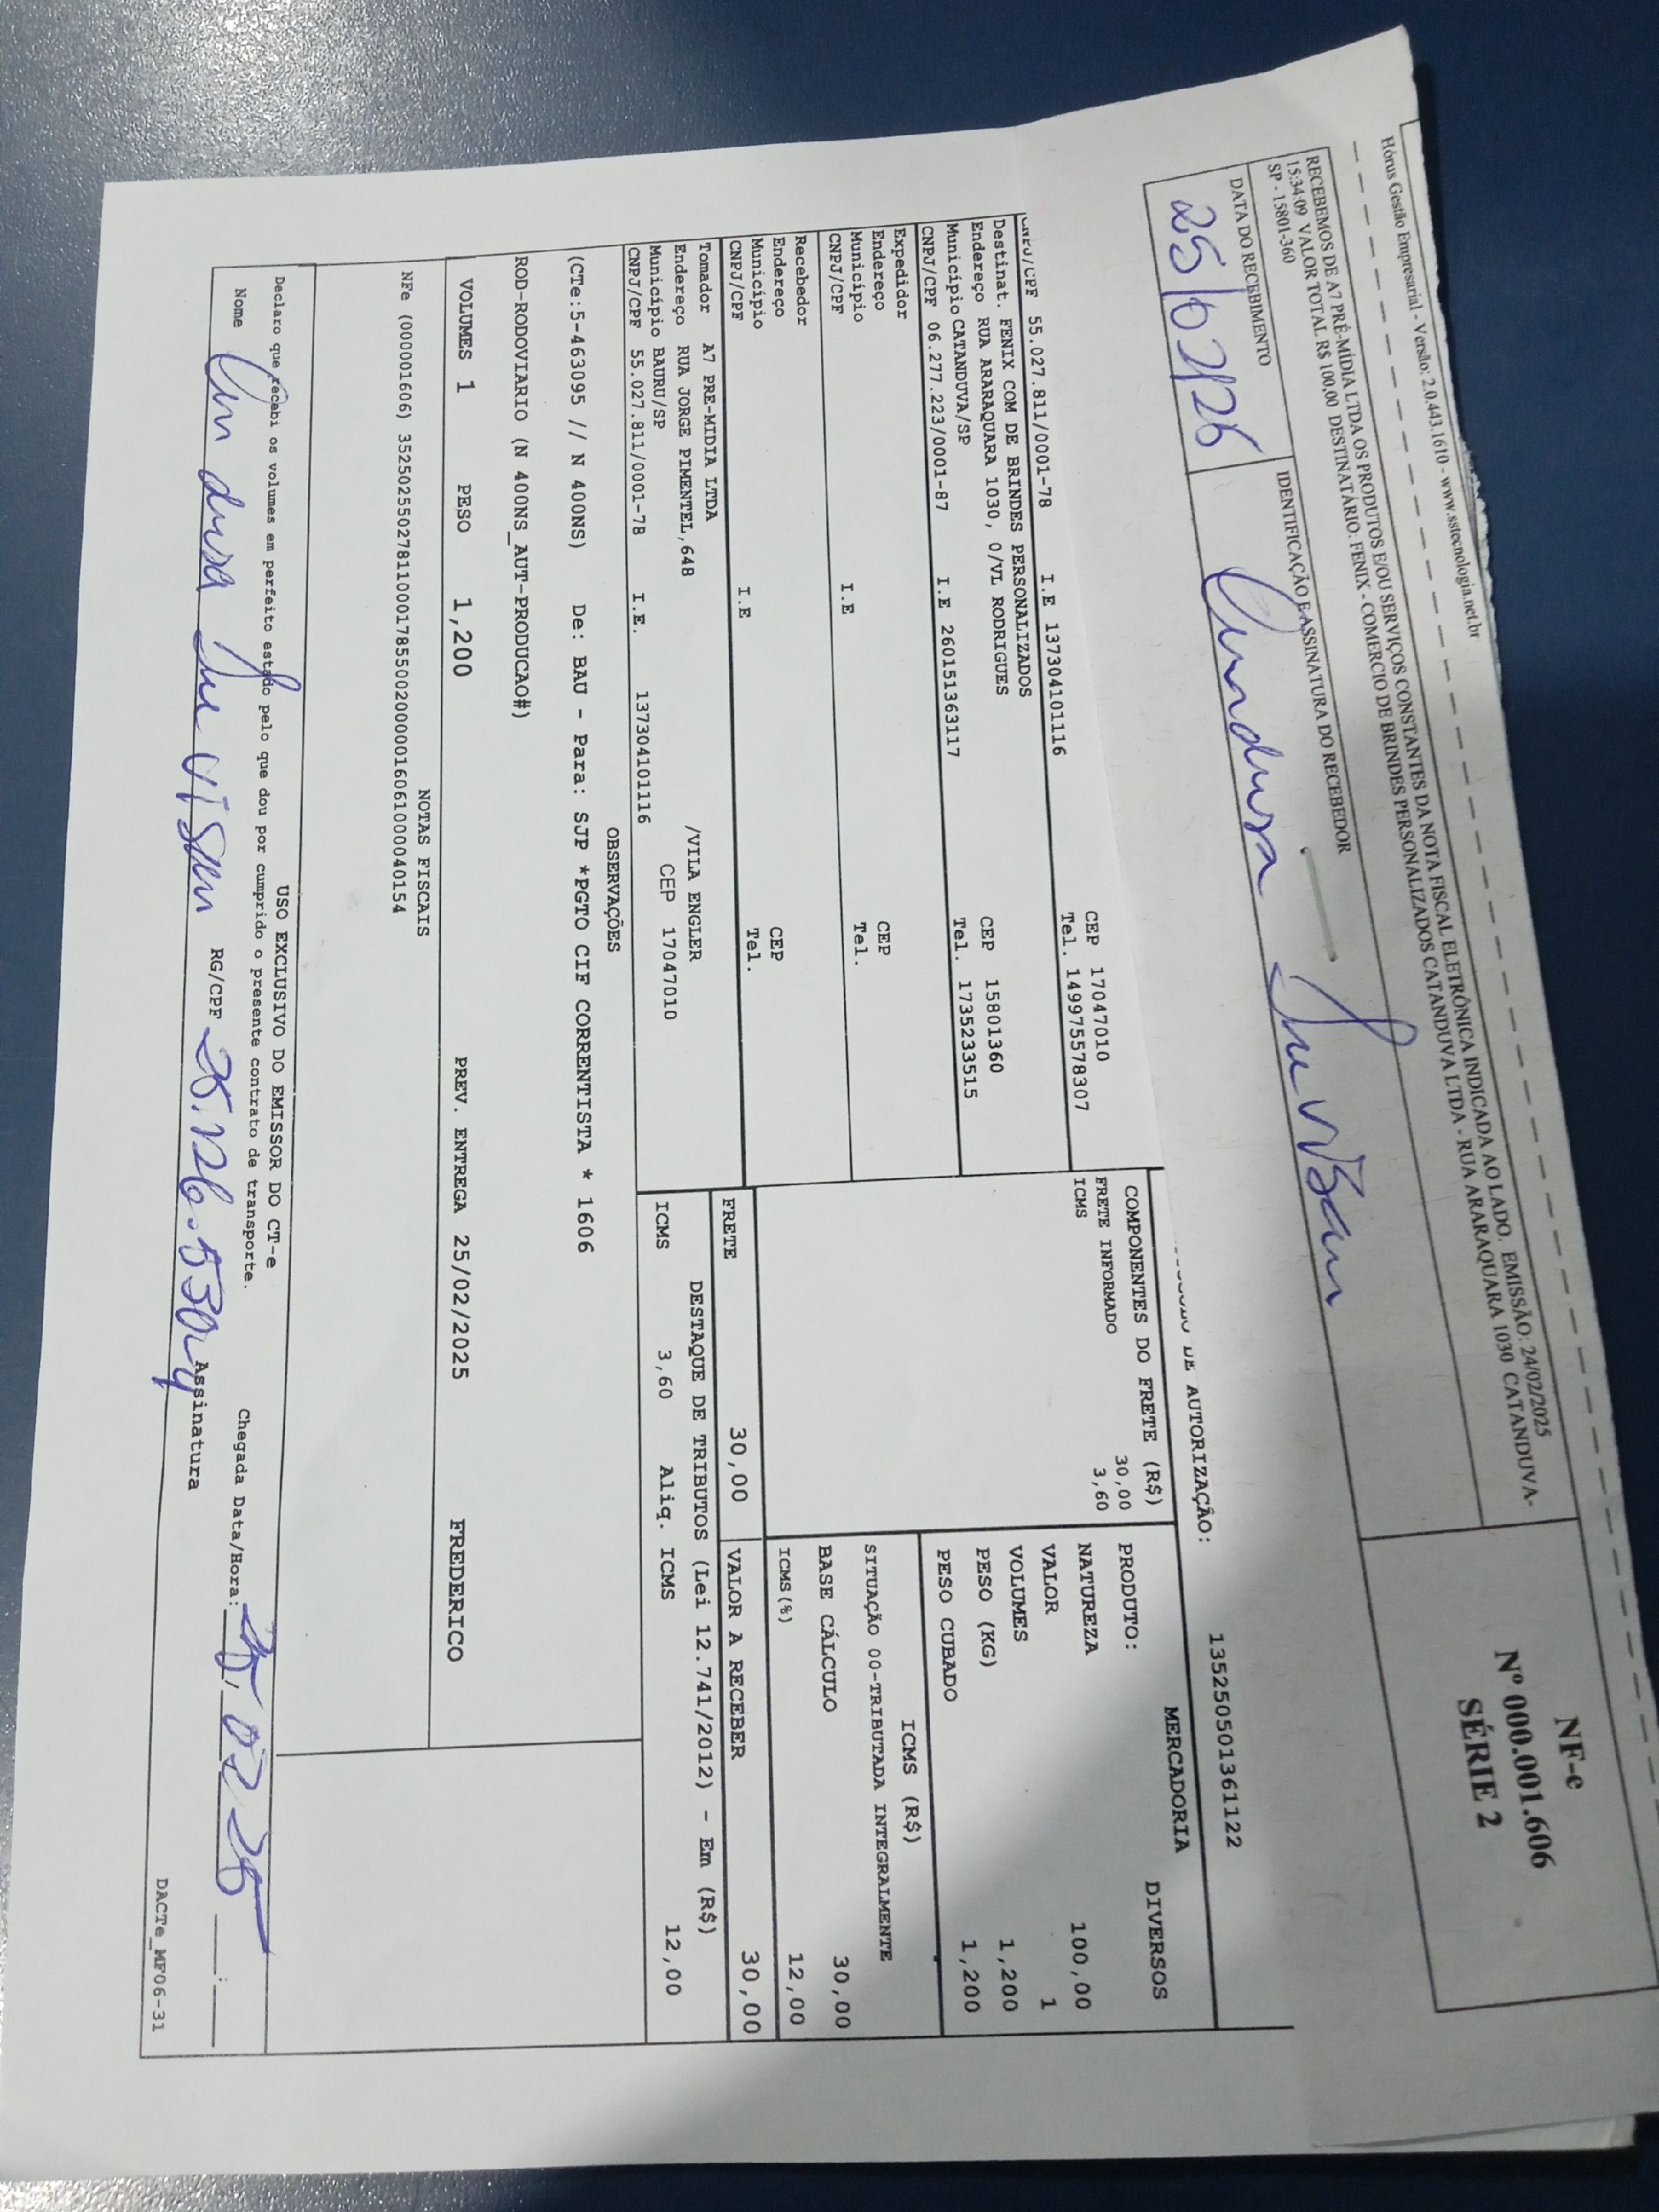 Hórus Gestão Empresarial - Versão: 2.0.443.1610 - www.sstecnologia.net.br
RECEBEMOS DE A7 PRÉ-MÍDIA LTDA OS PRODUTOS E/OU SERVIÇOS CONSTANTES DA NOTA FISCAL ELETRÔNICA INDICADA AO LADO. EMISSÃO: 24/02/2025
15:34:09 VALOR TOTAL R$ 100,00 DESTINATÁRIO: FENIX - COMERCIO DE BRINDES PERSONALIZADOS CATANDUVA LTDA - RUA ARARAQUARA 1030 CATANDUVA-
SP - 15801-360
NF-e
Nº 000.001.606
SÉRIE 2
DATA DO RECEBIMENTO
IDENTIFICAÇÃO E ASSINATURA DO RECEBEDOR
25/02/25
DE AUTORIZAÇÃO: 135250501361122
CNPJ/CPF 55.027.811/0001-78 I.E 137304101116
CEP 17047010
Tel. 149975578307
Destinat. FENIX COM DE BRINDES PERSONALIZADOS
Endereço RUA ARARAQUARA 1030, 0/VL RODRIGUES CEP 15801360
Município CATANDUVA/SP Tel. 1735233515
CNPJ/CPF 06.277.223/0001-87 I.E 260151363117
Expedidor
Endereço CEP
Município Tel.
CNPJ/CPF I.E
Recebedor
Endereço CEP
Município Tel.
CNPJ/CPF I.E
Tomador A7 PRE-MIDIA LTDA
Endereço RUA JORGE PIMENTEL,648 /VILA ENGLER
Município BAURU/SP CEP 17047010
CNPJ/CPF 55.027.811/0001-78 I.E. 137304101116
COMPONENTES DO FRETE (R$)
FRETE INFORMADO 30,00
ICMS 3,60
MERCADORIA
PRODUTO: DIVERSOS
NATUREZA
VALOR 100,00
VOLUMES 1
PESO (KG) 1,200
PESO CUBADO 1,200
ICMS (R$)
SITUAÇÃO 00-TRIBUTADA INTEGRALMENTE
BASE CÁLCULO 30,00
ICMS(%) 12,00
FRETE 30,00
VALOR A RECEBER 30,00
DESTAQUE DE TRIBUTOS (Lei 12.741/2012) - Em (R$)
ICMS 3,60 Aliq. ICMS 12,00
OBSERVAÇÕES
(CTe:5-463095 // N 400NS) De: BAU - Para: SJP *PGTO CIF CORRENTISTA * 1606
ROD-RODOVIARIO (N 400NS_AUT-PRODUCAO#)
VOLUMES 1 PESO 1,200 PREV. ENTREGA 25/02/2025 FREDERICO
NOTAS FISCAIS
NFe (000001606) 35250255027811000178550020000016061000040154
USO EXCLUSIVO DO EMISSOR DO CT-e
Declaro que recebi os volumes em perfeito estado pelo que dou por cumprido o presente contrato de transporte.
Chegada Data/Hora: 25, 02 25 :
Nome RG/CPF Assinatura
DACTe_MF06-31